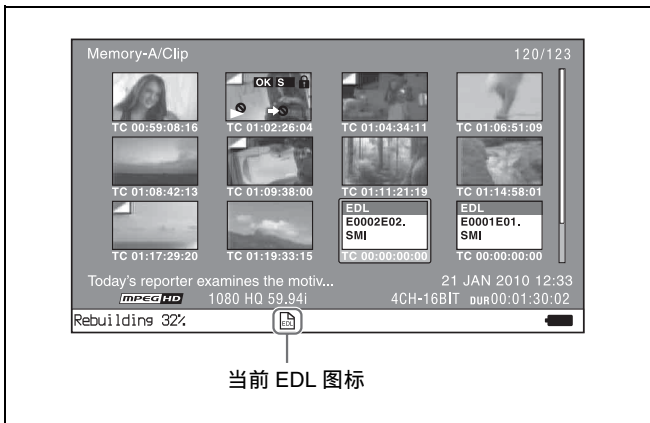 Memory-A/Clip 120/123
OK S
TC 00:59:08:16 TC 01:02:26:04 TC 01:04:34:11 TC 01:06:51:09
TC 01:08:42:13 TC 01:09:38:00 TC 01:11:21:19 TC 01:14:58:01
EDL EDL
E0002E02. E0001E01.
SMI SMI
TC 01:17:29:20 TC 01:19:33:15 TC 00:00:00:00 TC 00:00:00:00
Today's reporter examines the motiv... 21 JAN 2010 12:33
MPEG HD 1080 HQ 59.94i 4CH-16BIT DUR 00:01:30:02
Rebuilding 32% EDL
当前 EDL 图标